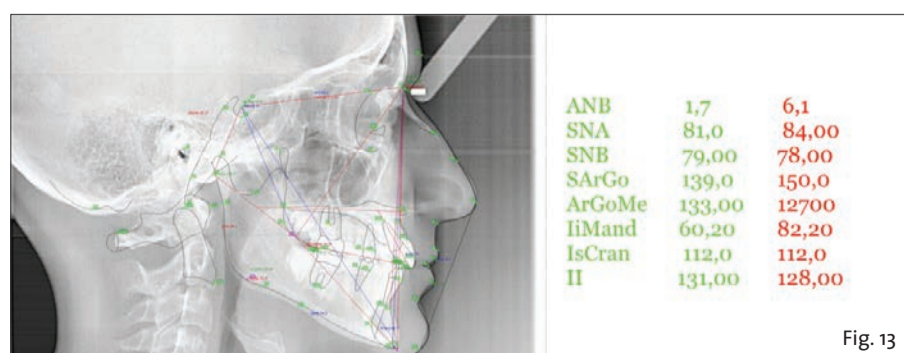 ANB 1,7 6,1
SNA 81,0 84,00
SNB 79,00 78,00
SArGo 139,0 150,0
ArGoMe 133,00 12700
IiMand 60,20 82,20
IsCran 112,0 112,0
II 131,00 128,00
Fig. 13